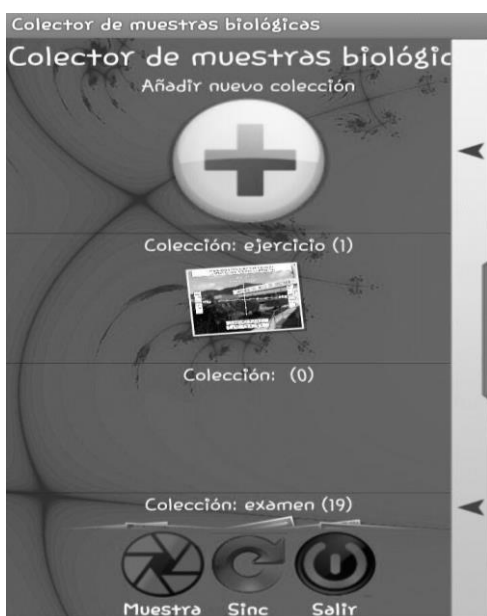 Colector de muestras biológicas
Colector de muestras biológic
Añadir nuevo colección
Colección: ejercicio (1)
Colección: (0)
Colección: examen (19)
Muestra Sinc Salir